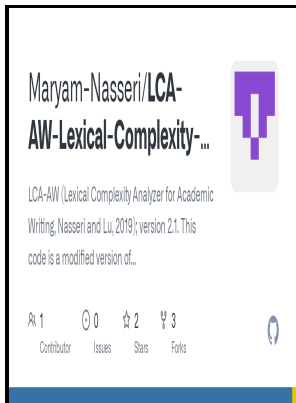 Maryam-Nasseri/LCA-
AW-Lexical-Complexity-...
LCA-AW (Lexical Complexity Analyzer for Academic
Writing, Nasseri and Lu, 2019); version 2.1. This
code is a modified version of...
1 0 2 3
Contributor Issues Stars Forks